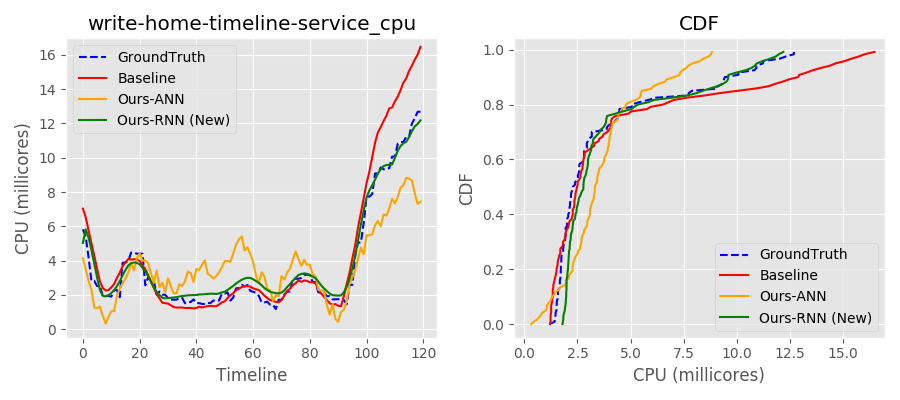 write-home-timeline-service_cpu
16
14
12
10
8
6
4
2
0
CPU (millicores)
GroundTruth
Baseline
Ours-ANN
Ours-RNN (New)
0 20 40 60 80 100 120
Timeline
CDF
1.0
0.8
0.6
0.4
0.2
0.0
CDF
GroundTruth
Baseline
Ours-ANN
Ours-RNN (New)
0.0 2.5 5.0 7.5 10.0 12.5 15.0
CPU (millicores)